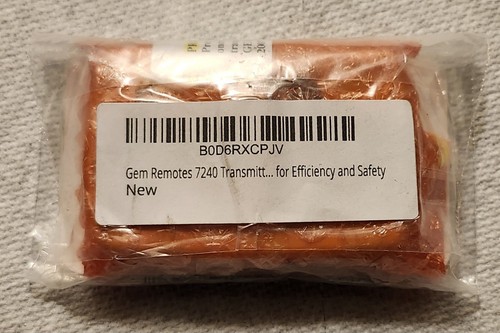 B0D6RXCPJV
Gem Remotes 7240 Transmitt... for Efficiency and Safety
New